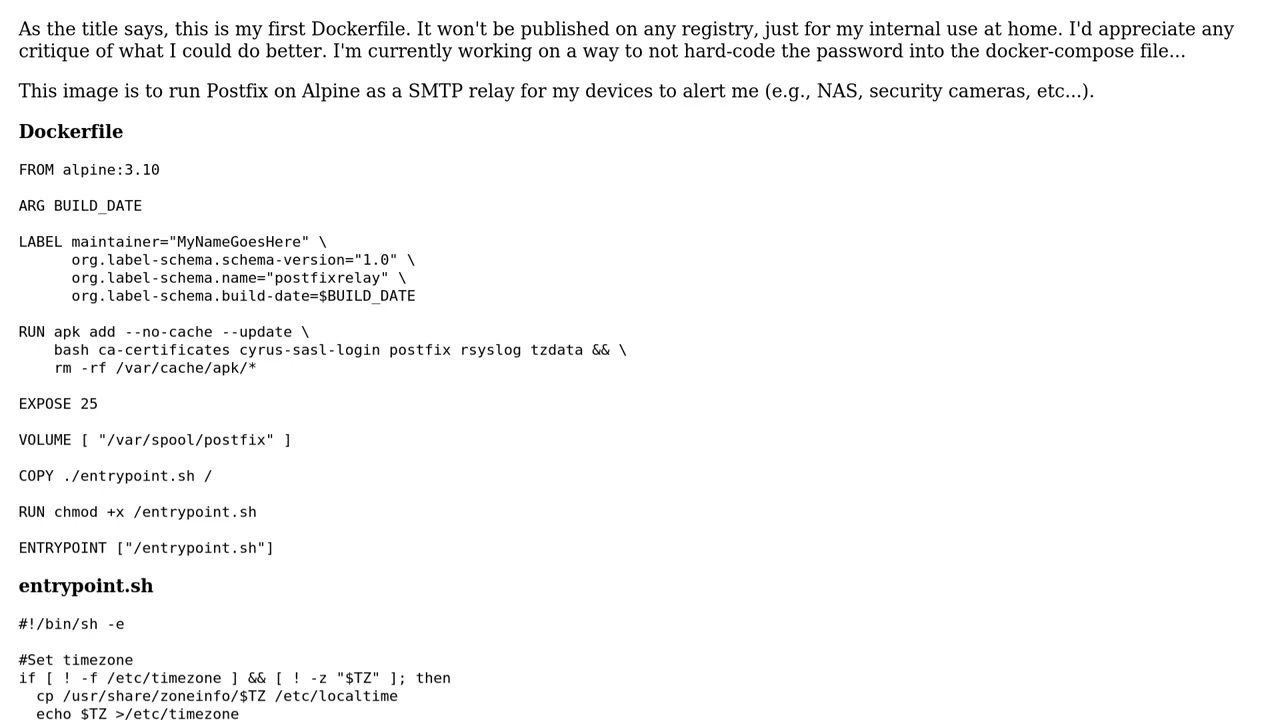 As the title says, this is my first Dockerfile. It won't be published on any registry, just for my internal use at home. I'd appreciate any
critique of what I could do better. I'm currently working on a way to not hard-code the password into the docker-compose file...
This image is to run Postfix on Alpine as a SMTP relay for my devices to alert me (e.g., NAS, security cameras, etc...).
Dockerfile
FROM alpine:3.10
ARG BUILD_DATE
LABEL maintainer="MyNameGoesHere" \
      org.label-schema.schema-version="1.0" \
      org.label-schema.name="postfixrelay" \
      org.label-schema.build-date=$BUILD_DATE
RUN apk add --no-cache --update \
    bash ca-certificates cyrus-sasl-login postfix rsyslog tzdata && \
    rm -rf /var/cache/apk/*
EXPOSE 25
VOLUME [ "/var/spool/postfix" ]
COPY ./entrypoint.sh /
RUN chmod +x /entrypoint.sh
ENTRYPOINT ["/entrypoint.sh"]
entrypoint.sh
#!/bin/sh -e
#Set timezone
if [ ! -f /etc/timezone ] && [ ! -z "$TZ" ]; then
  cp /usr/share/zoneinfo/$TZ /etc/localtime
  echo $TZ >/etc/timezone